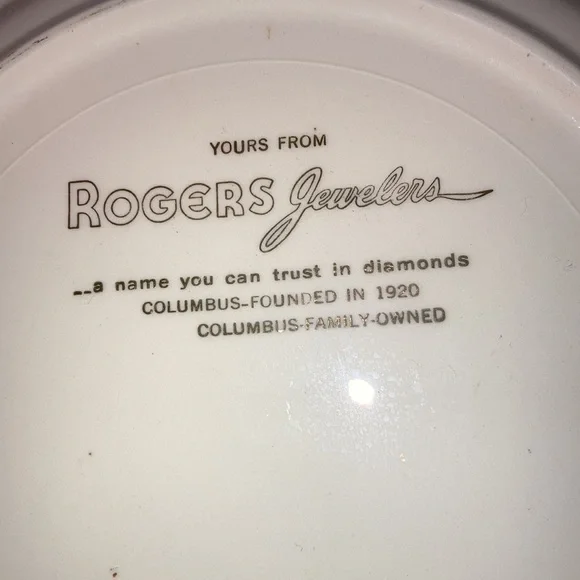 YOURS FROM
ROGERS Jewelers
--a name you can trust in diamonds
COLUMBUS-FOUNDED IN 1920
COLUMBUS-FAMILY-OWNED